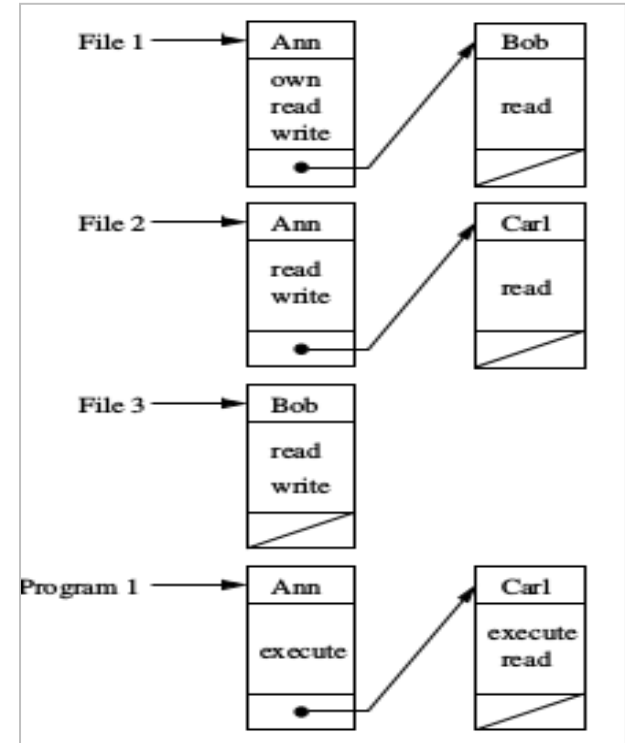 File 1
Ann
own
read
write
Bob
read
File 2
Ann
read
write
Carl
read
File 3
Bob
read
write
Program 1
Ann
execute
Carl
execute
read